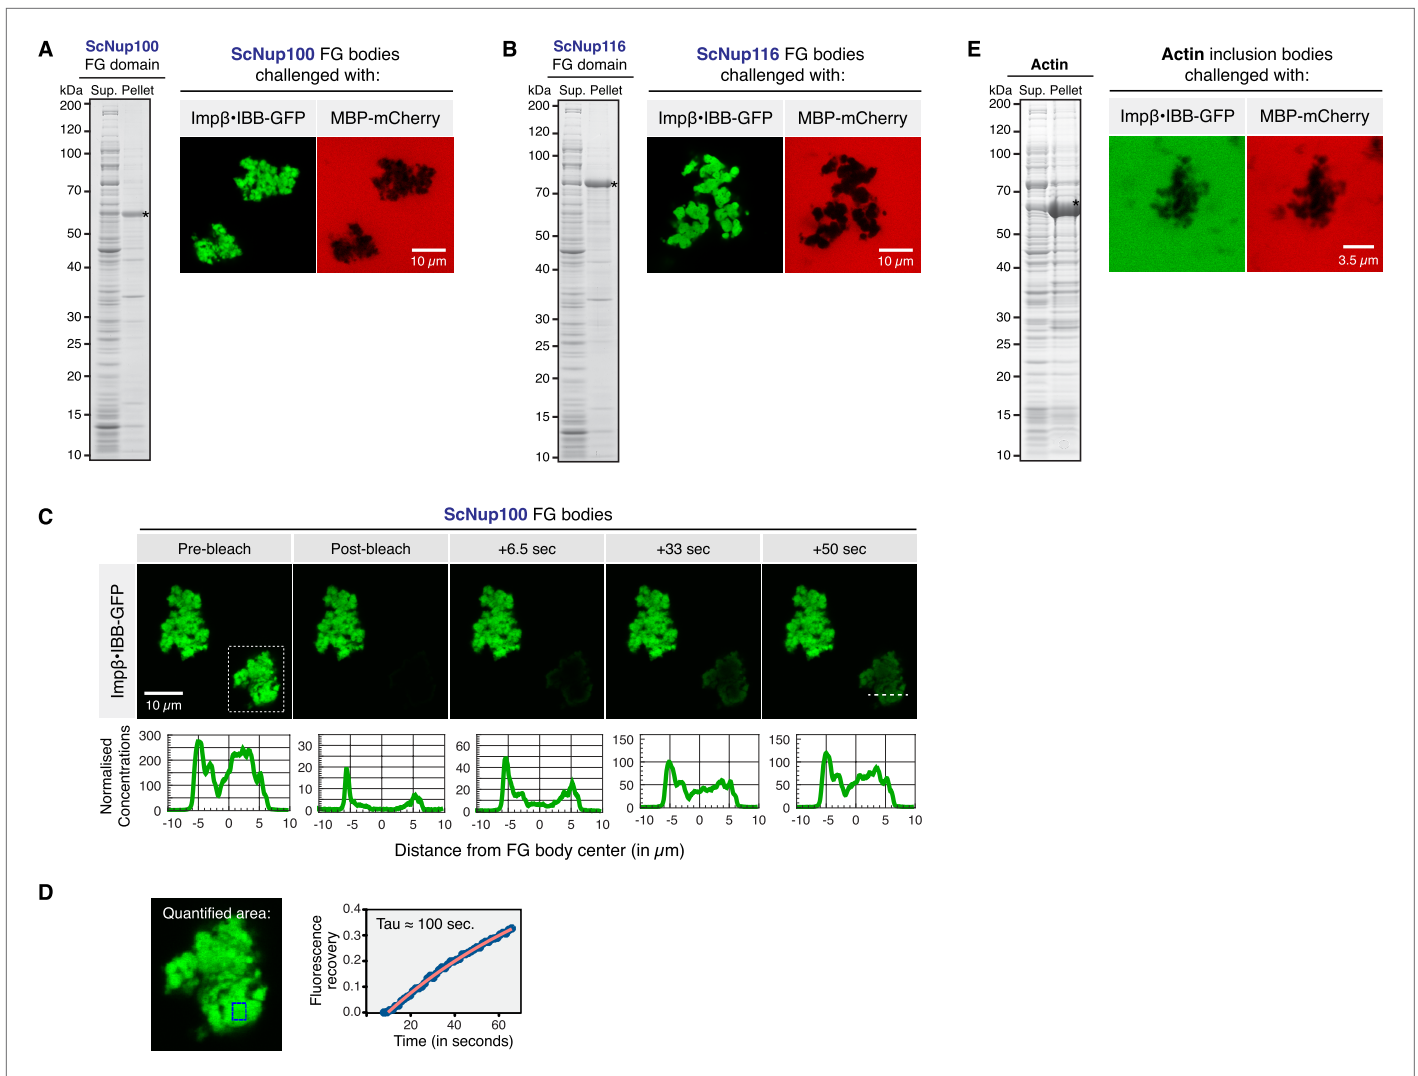 A
ScNup100
FG domain
kDa Sup. Pellet
200
120
100
70
50
40
30
25
20
15
10
*
ScNup100 FG bodies
challenged with:
Impβ•IBB-GFP
MBP-mCherry
10 µm
B
ScNup116
FG domain
kDa Sup. Pellet
200
120
100
70
50
40
30
25
20
15
10
*
ScNup116 FG bodies
challenged with:
Impβ•IBB-GFP
MBP-mCherry
10 µm
E
Actin
kDa Sup. Pellet
200
120
100
70
50
40
30
25
20
15
10
*
Actin inclusion bodies
challenged with:
Impβ•IBB-GFP
MBP-mCherry
3.5 µm
C
ScNup100 FG bodies
Pre-bleach
Post-bleach
+6.5 sec
+33 sec
+50 sec
Impβ•IBB-GFP
10 µm
Normalised
Concentrations
300
200
100
0
-10 -5 0 5 10
30
20
10
0
-10 -5 0 5 10
60
40
20
0
-10 -5 0 5 10
150
100
50
0
-10 -5 0 5 10
150
100
50
0
-10 -5 0 5 10
Distance from FG body center (in µm)
D
Quantified area:
Fluorescence
recovery
0.4
0.3
0.2
0.1
0.0
Tau ≈ 100 sec.
20 40 60
Time (in seconds)